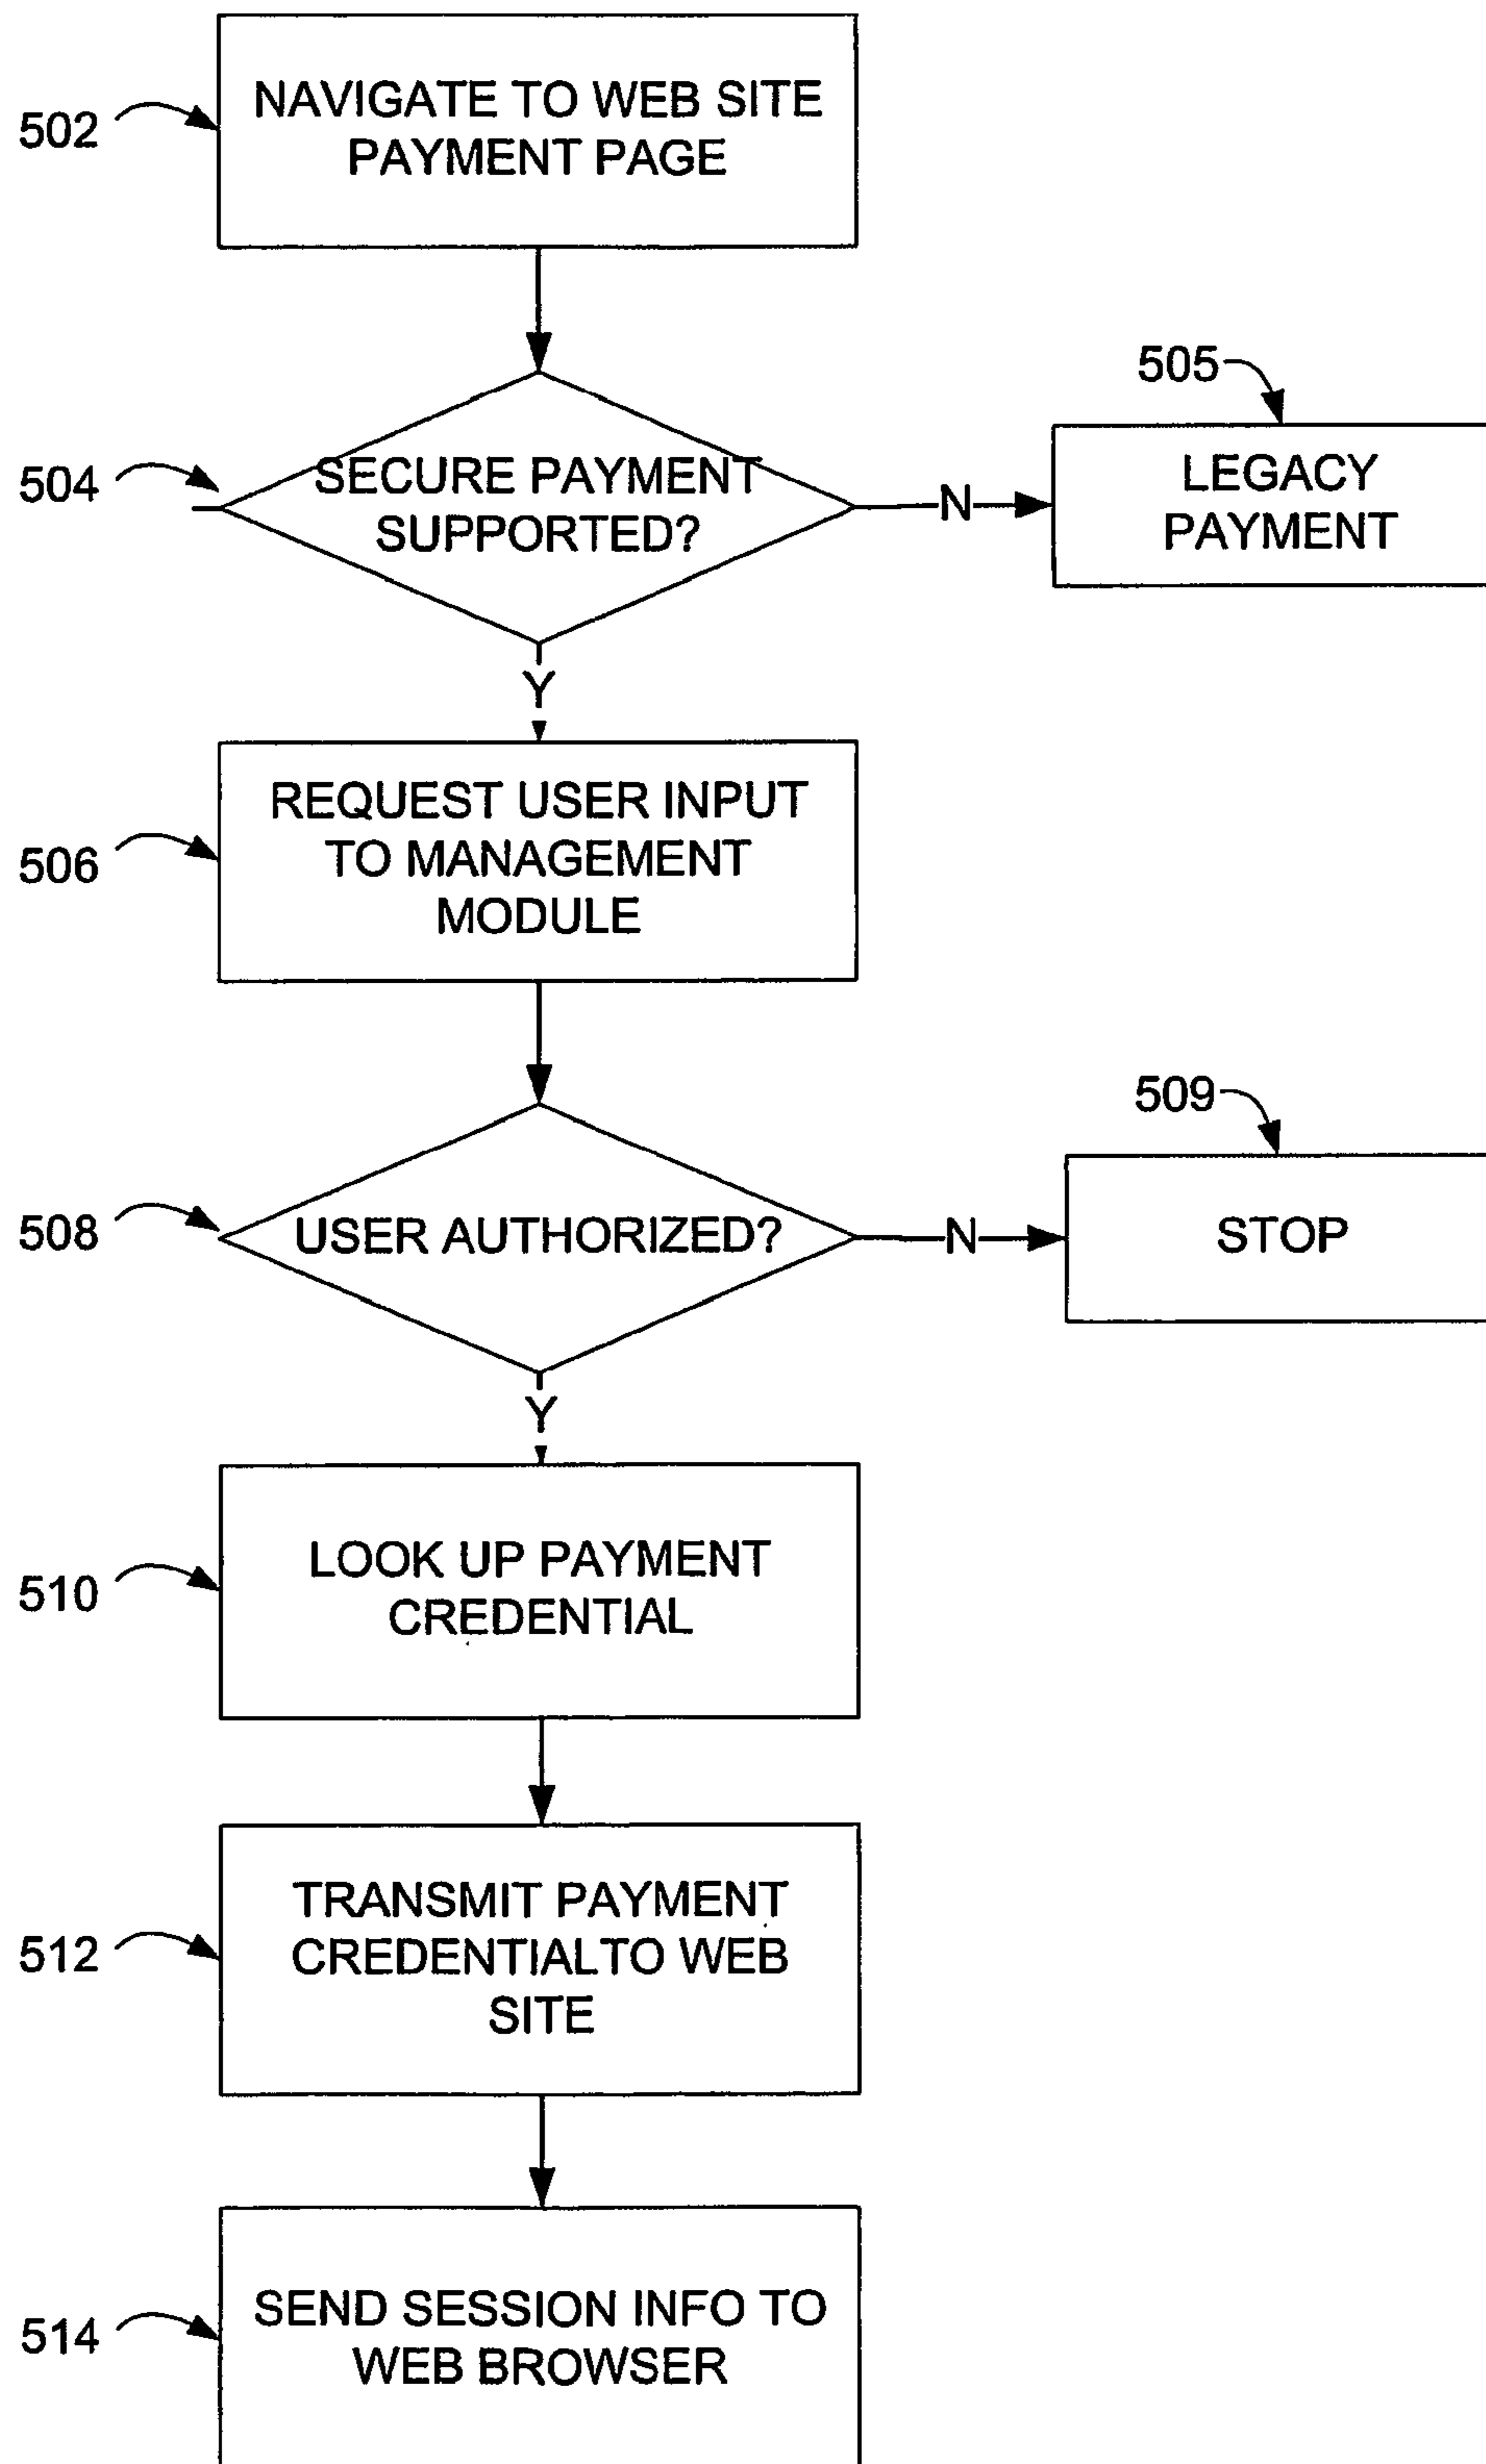 502
NAVIGATE TO WEB SITE
PAYMENT PAGE
504
SECURE PAYMENT
SUPPORTED?
N
505
LEGACY
PAYMENT
Y
506
REQUEST USER INPUT
TO MANAGEMENT
MODULE
508
USER AUTHORIZED?
N
509
STOP
Y
510
LOOK UP PAYMENT
CREDENTIAL
512
TRANSMIT PAYMENT
CREDENTIALTO WEB
SITE
514
SEND SESSION INFO TO
WEB BROWSER